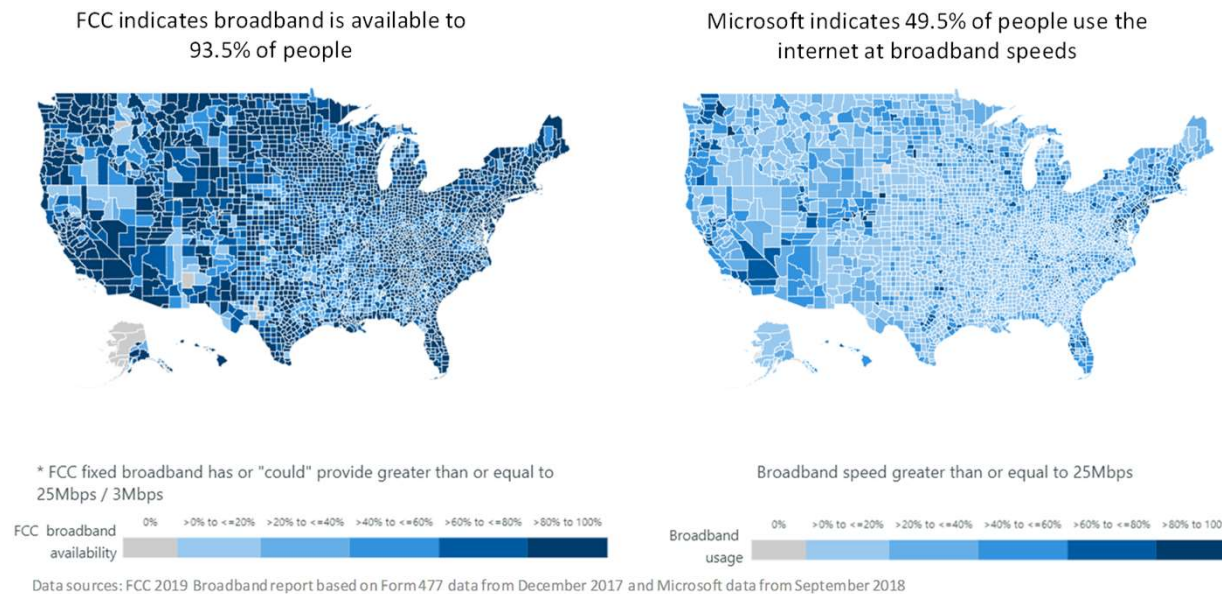 FCC indicates broadband is available to
93.5% of people
Microsoft indicates 49.5% of people use the
internet at broadband speeds
* FCC fixed broadband has or "could" provide greater than or equal to
25Mbps / 3Mbps
Broadband speed greater than or equal to 25Mbps
0% >0% to <=20% >20% to <=40% >40% to <=60% >60% to <=80% >80% to 100%
FCC broadband
availability
0% >0% to <=20% >20% to <=40% >40% to <=60% >60% to <=80% >80% to 100
Broadband
usage
Data sources: FCC 2019 Broadband report based on Form 477 data from December 2017 and Microsoft data from September 2018